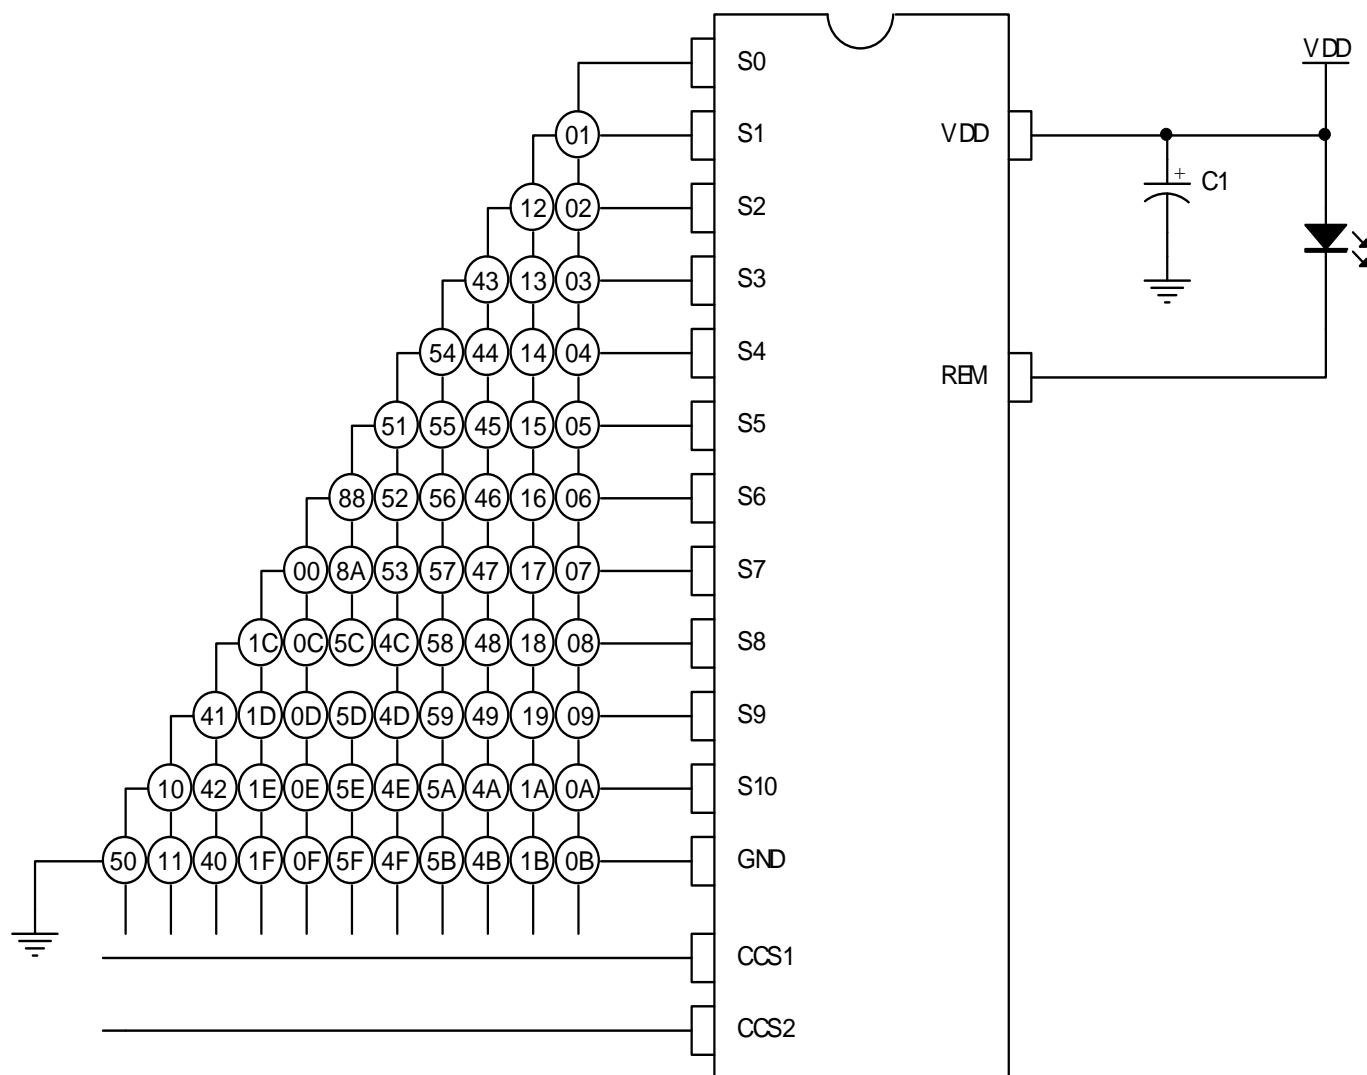 S0
VDD
01 S1 VDD
+ C1
12 02 S2
43 13 03 S3
54 44 14 04 S4
REM
51 55 45 15 05 S5
88 52 56 46 16 06 S6
00 8A 53 57 47 17 07 S7
1C 0C 5C 4C 58 48 18 08 S8
41 1D 0D 5D 4D 59 49 19 09 S9
10 42 1E 0E 5E 4E 5A 4A 1A 0A S10
50 11 40 1F 0F 5F 4F 5B 4B 1B 0B GND
CCS1
CCS2